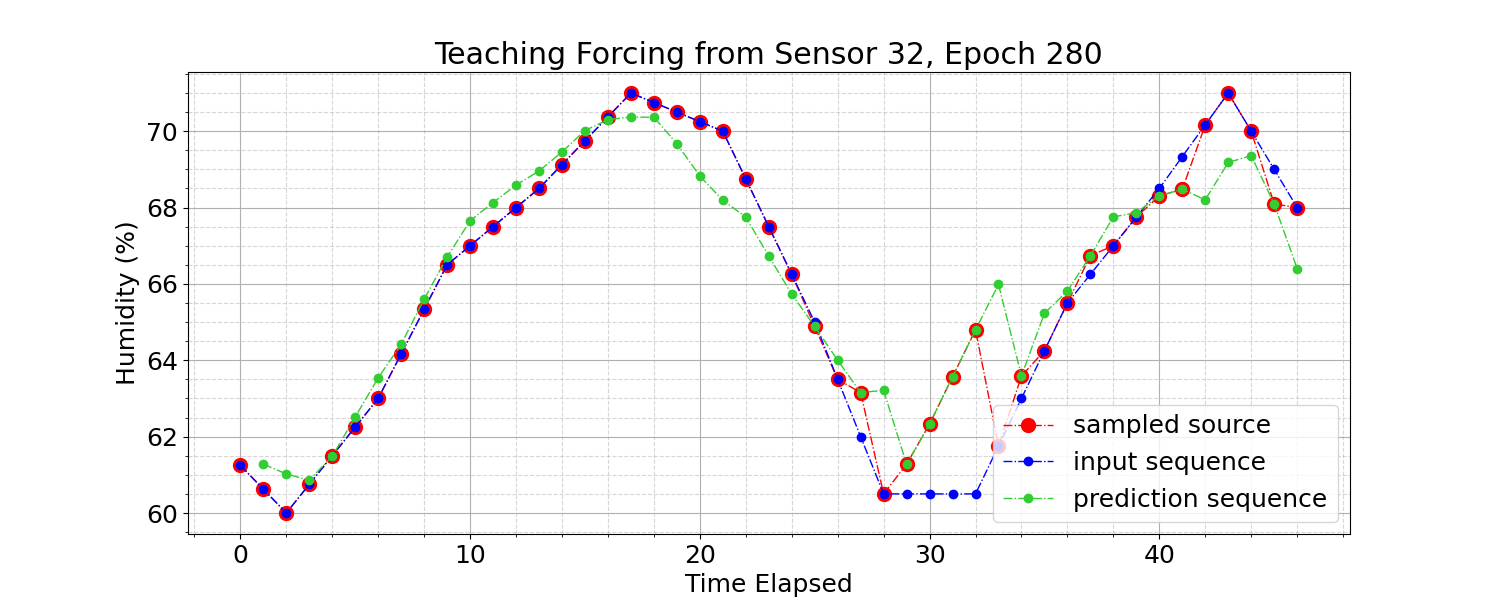 Teaching Forcing from Sensor 32, Epoch 280
Humidity (%)
70
68
66
64
62
60
0 10 20 30 40
Time Elapsed
sampled source
input sequence
prediction sequence